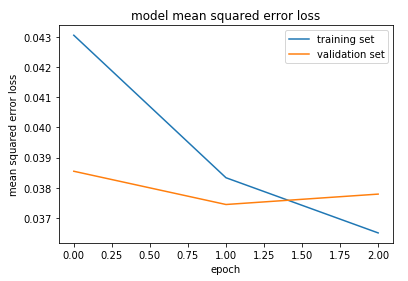 model mean squared error loss
training set
validation set
mean squared error loss
0.043
0.042
0.041
0.040
0.039
0.038
0.037
0.00 0.25 0.50 0.75 1.00 1.25 1.50 1.75 2.00
epoch